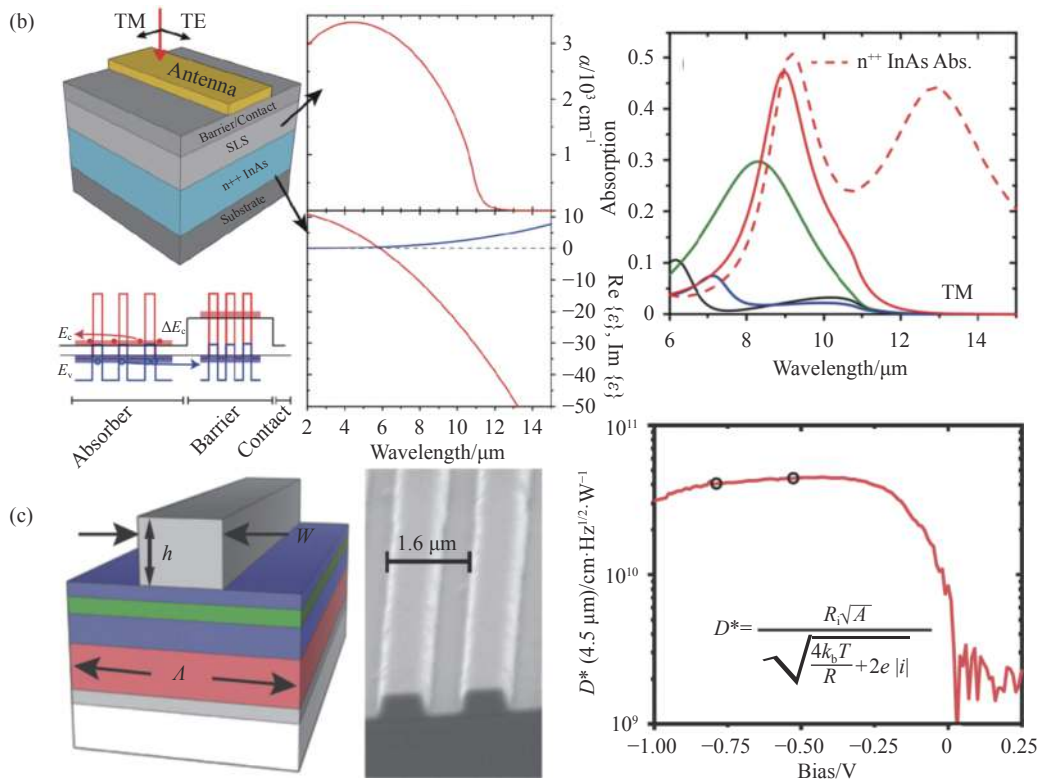 (b)
TM
TE
Antenna
Barrier/Contact
SLS
n++ InAs
Substrate
E_c
ΔE_c
E_v
Absorber
Barrier
Contact
3
2
1
α/10³ cm⁻¹
10
0
−10
−20
−30
−40
−50
Re {ε}, Im {ε}
2 4 6 8 10 12 14
Wavelength/μm
0.5
0.4
0.3
0.2
0.1
0
Absorption
n⁺⁺ InAs Abs.
TM
6 8 10 12 14
Wavelength/μm
(c)
W
h
Λ
1.6 μm
10¹¹
10¹⁰
10⁹
D* (4.5 μm)/cm·Hz^{1/2}·W⁻¹
D*= R_i√A / √(4k_bT/R +2e |i|)
−1.00 −0.75 −0.50 −0.25 0 0.25
Bias/V